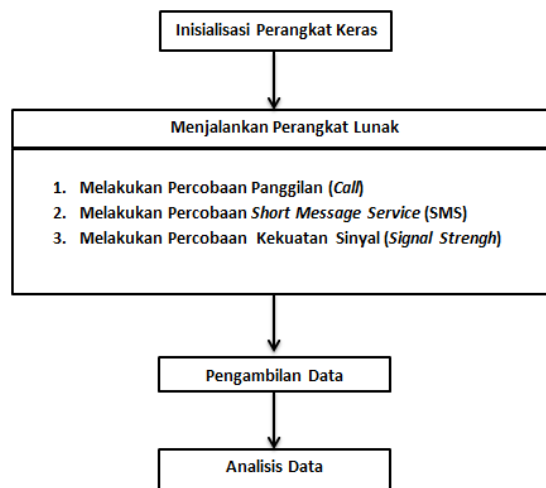 Inisialisasi Perangkat Keras
Menjalankan Perangkat Lunak
1. Melakukan Percobaan Panggilan (Call)
2. Melakukan Percobaan Short Message Service (SMS)
3. Melakukan Percobaan Kekuatan Sinyal (Signal Strengh)
Pengambilan Data
Analisis Data